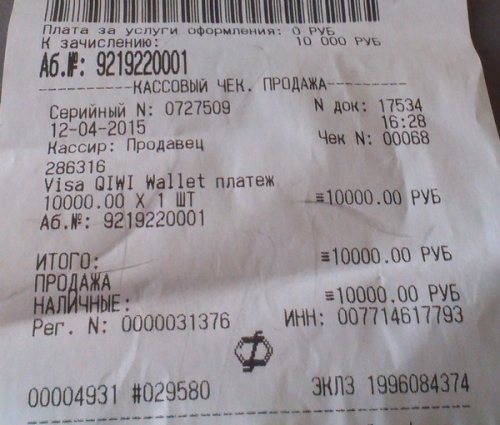 Плата за услуги оформления: 0 РУБ
К зачислению: 10 000 РУБ
Аб.№: 9219220001
КАССОВЫЙ ЧЕК. ПРОДАЖА
Серийный N: 0727509 N док: 17534
12-04-2015 16:28
Кассир: Продавец Чек N: 00068
286316
Visa QIWI Wallet платеж
10000.00 X 1 ШТ ≡10000.00 РУБ
Аб.№: 9219220001
ИТОГО: ≡10000.00 РУБ
ПРОДАЖА
НАЛИЧНЫЕ: ≡10000.00 РУБ
Рег. N: 0000031376 ИНН: 007714617793
00004931 #029580 ЭКЛЗ 1996084374